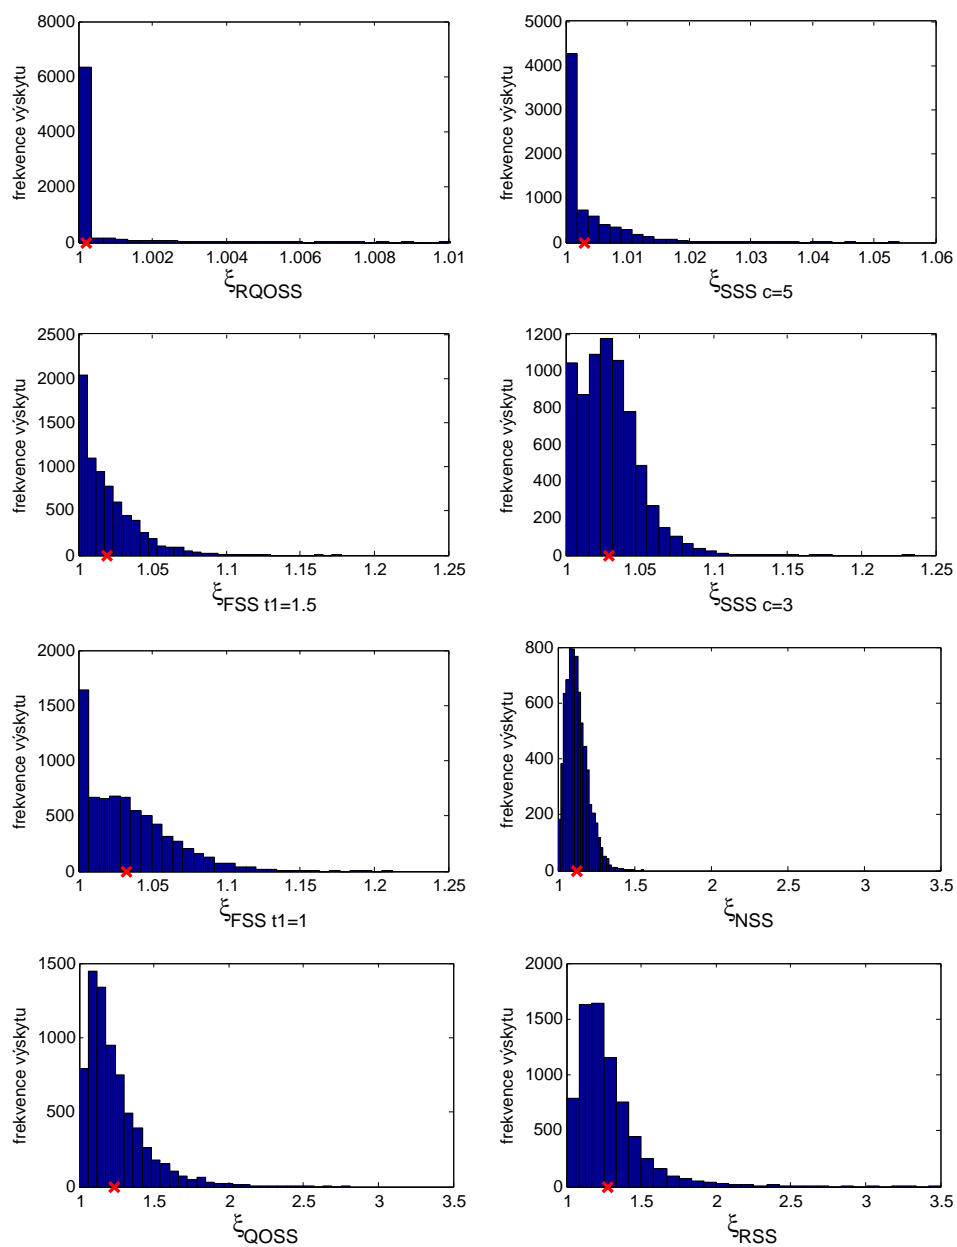 8000
6000
4000
2000
0
frekvence výskytu
1 1.002 1.004 1.006 1.008 1.01
ξRQOSS
5000
4000
3000
2000
1000
0
frekvence výskytu
1 1.01 1.02 1.03 1.04 1.05 1.06
ξSSS c=5
2500
2000
1500
1000
500
0
frekvence výskytu
1 1.05 1.1 1.15 1.2 1.25
ξFSS t1=1.5
1200
1000
800
600
400
200
0
frekvence výskytu
1 1.05 1.1 1.15 1.2 1.25
ξSSS c=3
2000
1500
1000
500
0
frekvence výskytu
1 1.05 1.1 1.15 1.2 1.25
ξFSS t1=1
800
600
400
200
0
frekvence výskytu
1 1.5 2 2.5 3 3.5
ξNSS
1500
1000
500
0
frekvence výskytu
1 1.5 2 2.5 3 3.5
ξQOSS
2000
1500
1000
500
0
frekvence výskytu
1 1.5 2 2.5 3 3.5
ξRSS